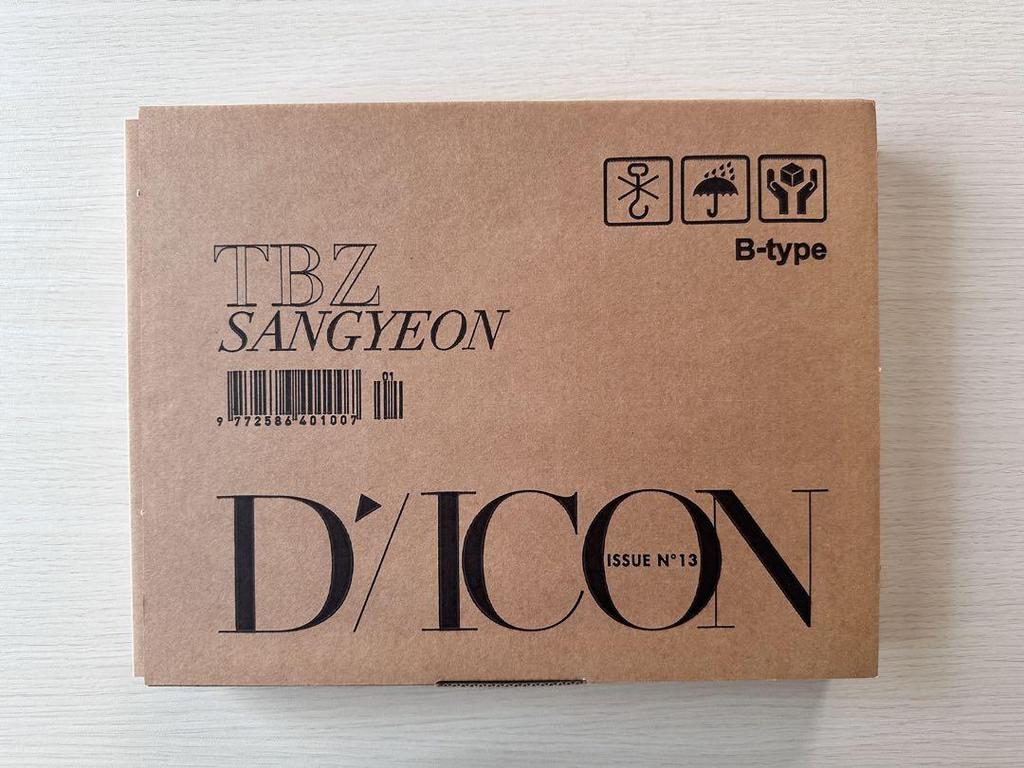 B-type
TBZ
SANGYEON
01
9 772586 401007
D'/ICON
ISSUE N°13